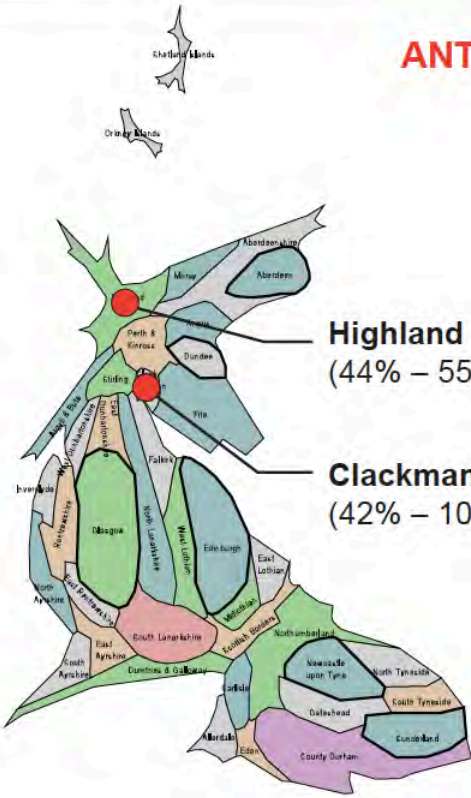 Shetland Islands
ANT
Orkney Islands
Aberdeenshire
Moray
Aberdeen
Angus
Perth &
Kinross
Dundee
Highland
(44% – 55
Stirling
Fife
Argyll & Bute
West Dunbartonshire
East
Dunbartonshire
Falkirk
Clackman
(42% – 10
Inverclyde
Renfrewshire
Glasgow
North Lanarkshire
West Lothian
Edinburgh
East
Lothian
North
Ayrshire
East Renfrewshire
Midlothian
Scottish Borders
South Lanarkshire
Northumberland
East
Ayrshire
South
Ayrshire
Dumfries & Galloway
Newcastle
upon Tyne
North Tyneside
Carlisle
Gateshead
South Tyneside
Sunderland
Allerdale
Eden
County Durham